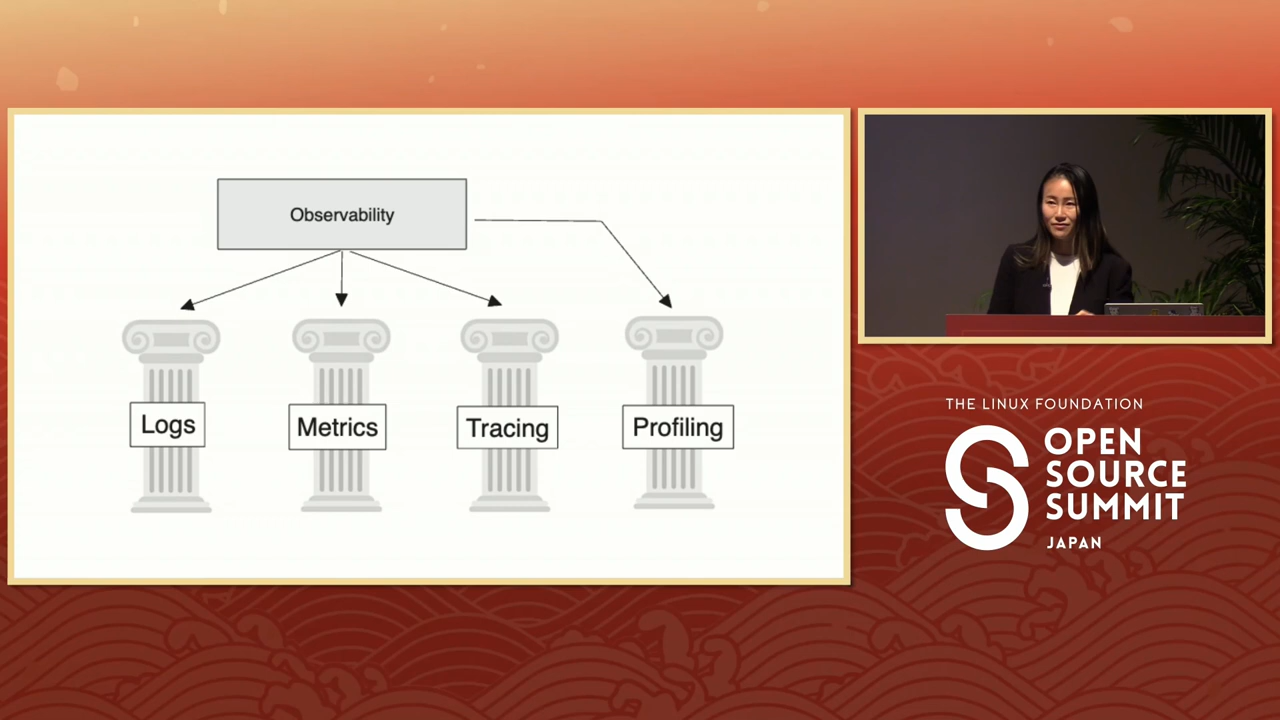 Observability
Logs
Metrics
Tracing
Profiling
THE LINUX FOUNDATION
OPEN
SOURCE
SUMMIT
JAPAN